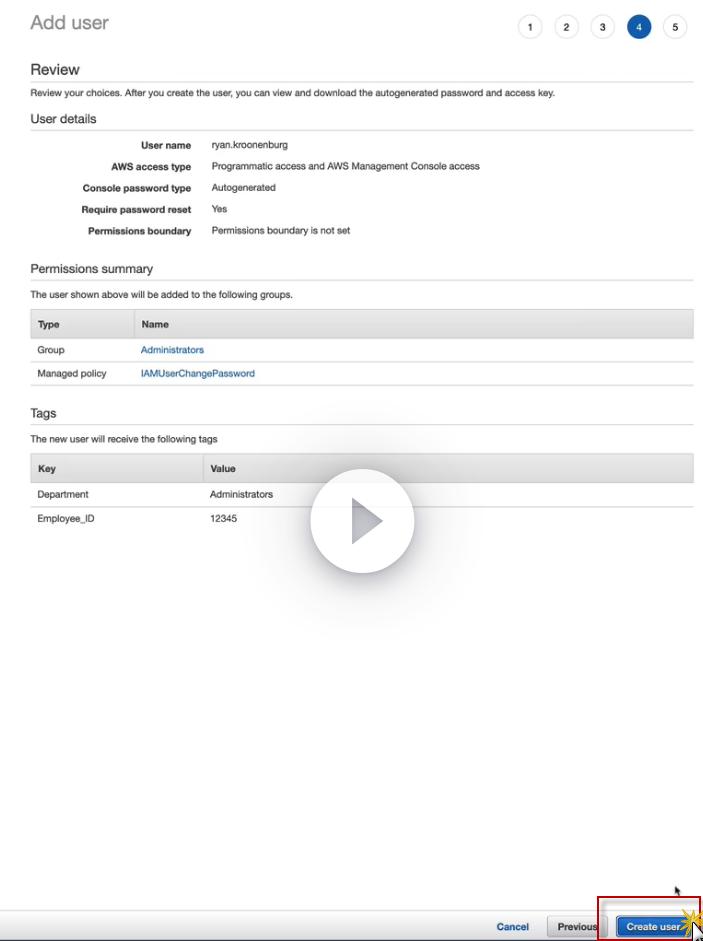 Add user
1 2 3 4 5
Review
Review your choices. After you create the user, you can view and download the autogenerated password and access key.
User details
User name ryan.kroonenburg
AWS access type Programmatic access and AWS Management Console access
Console password type Autogenerated
Require password reset Yes
Permissions boundary Permissions boundary is not set
Permissions summary
The user shown above will be added to the following groups.
Type Name
Group Administrators
Managed policy IAMUserChangePassword
Tags
The new user will receive the following tags
Key Value
Department Administrators
Employee_ID 12345
Cancel Previous Create user